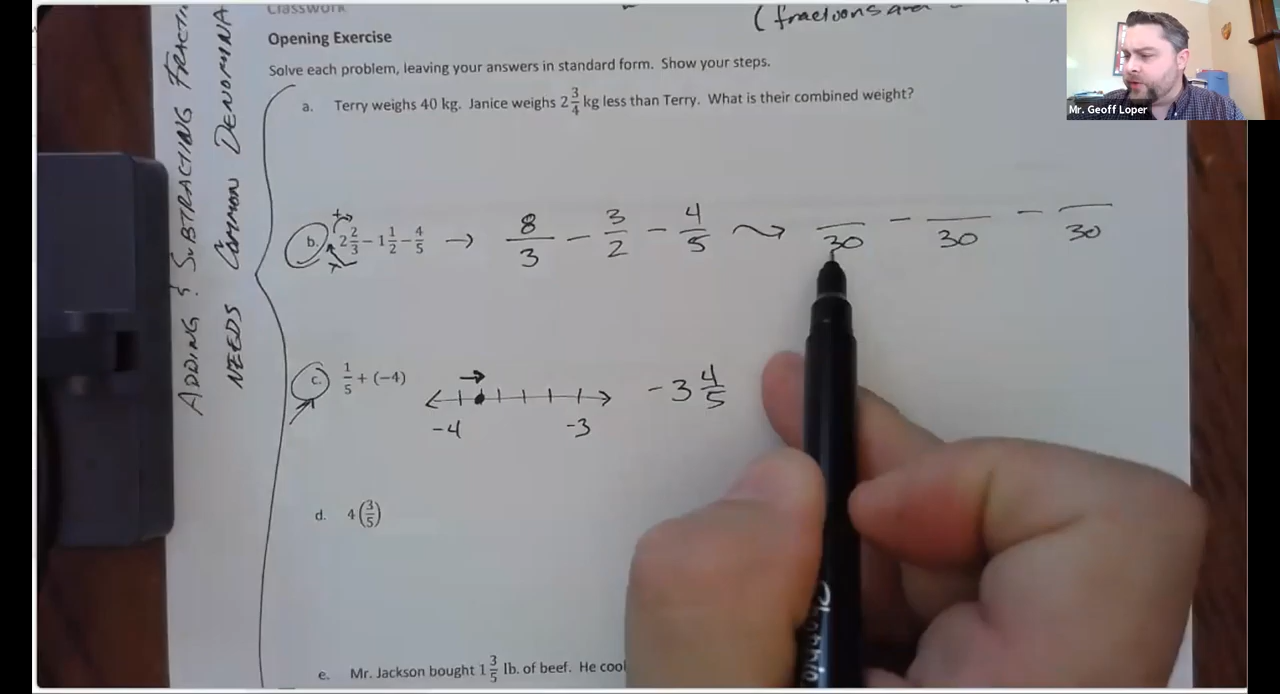 Classwork
(fractions are
Opening Exercise
Solve each problem, leaving your answers in standard form. Show your steps.
a. Terry weighs 40 kg. Janice weighs 2 3/4 kg less than Terry. What is their combined weight?
Mr. Geoff Loper
ADDING & SUBTRACTING FRACTI
NEEDS COMMON DENOMINA
b. 2 2/3 − 1 1/2 − 4/5 → 8/3 − 3/2 − 4/5 ⇝ /30 − /30 − /30
+
x
c. 1/5 + (−4)
−4 −3
−3 4/5
d. 4(3/5)
e. Mr. Jackson bought 1 3/5 lb. of beef. He cool